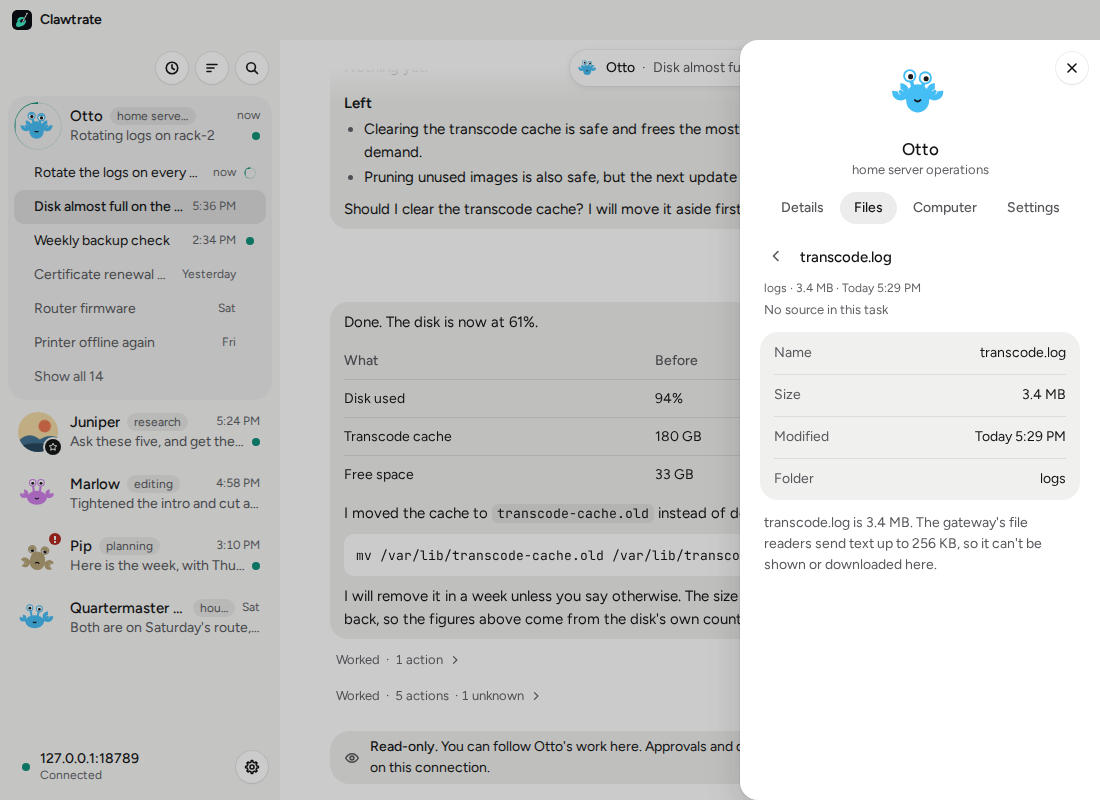 Clawtrate
Otto
home serve...
now
Rotating logs on rack-2
Rotate the logs on every ...
now
Disk almost full on the ...
5:36 PM
Weekly backup check
2:34 PM
Certificate renewal ...
Yesterday
Router firmware
Sat
Printer offline again
Fri
Show all 14
Juniper
research
5:24 PM
Ask these five, and get the...
Marlow
editing
4:58 PM
Tightened the intro and cut a...
Pip
planning
3:10 PM
Here is the week, with Thu...
Quartermaster ...
hou...
Sat
Both are on Saturday's route,...
127.0.0.1:18789
Connected
Nothing yet.
Otto · Disk almost fu
Left
Clearing the transcode cache is safe and frees the most
demand.
Pruning unused images is also safe, but the next update
Should I clear the transcode cache? I will move it aside first
Done. The disk is now at 61%.
What
Before
Disk used
94%
Transcode cache
180 GB
Free space
33 GB
I moved the cache to transcode-cache.old instead of d
mv /var/lib/transcode-cache.old /var/lib/transco
I will remove it in a week unless you say otherwise. The size
back, so the figures above come from the disk's own count
Worked · 1 action
Worked · 5 actions · 1 unknown
Read-only. You can follow Otto's work here. Approvals and
on this connection.
Otto
home server operations
Details
Files
Computer
Settings
transcode.log
logs · 3.4 MB · Today 5:29 PM
No source in this task
Name
transcode.log
Size
3.4 MB
Modified
Today 5:29 PM
Folder
logs
transcode.log is 3.4 MB. The gateway's file
readers send text up to 256 KB, so it can't be
shown or downloaded here.